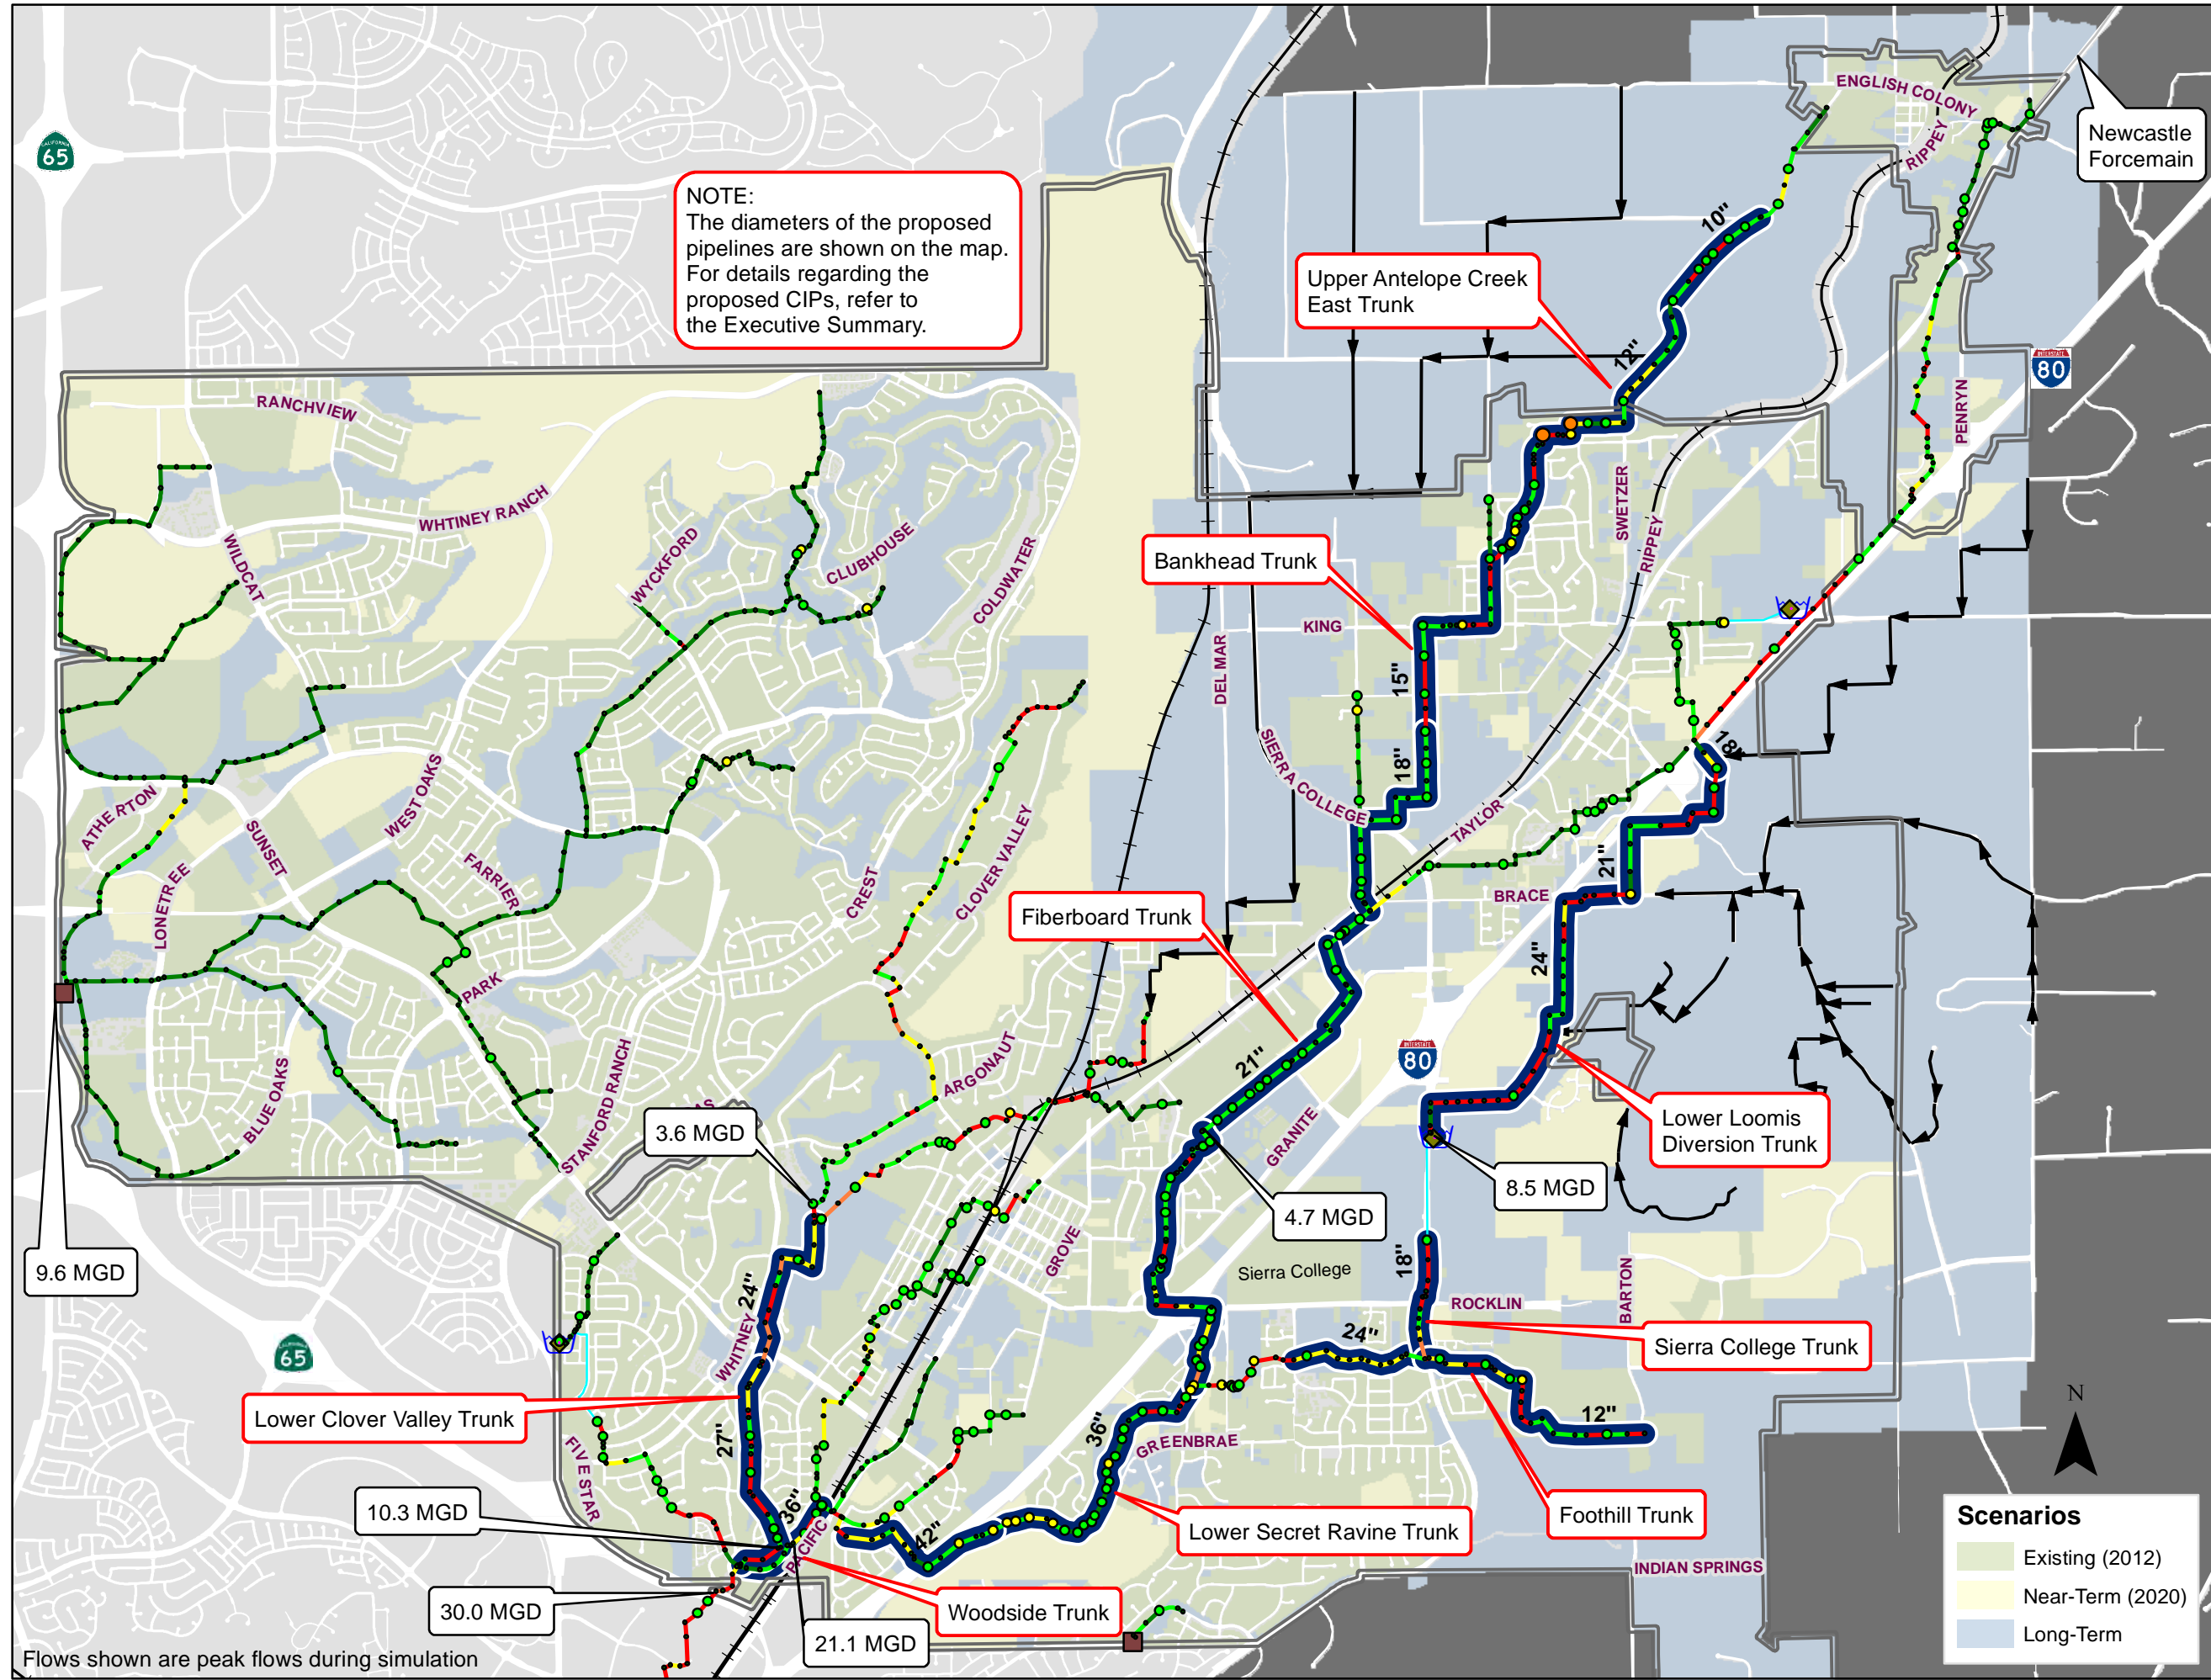 ENGLISH COLONY
RIPPEY
Newcastle
Forcemain
CALIFORNIA
65
NOTE:
The diameters of the proposed
pipelines are shown on the map.
For details regarding the
proposed CIPs, refer to
the Executive Summary.
10"
Upper Antelope Creek
East Trunk
12"
INTERSTATE
80
PENRYN
RANCHVIEW
WHTINEY RANCH
WILDCAT
WYCKFORD
CLUBHOUSE
COLDWATER
SWETZER
RIPPEY
Bankhead Trunk
KING
DEL MAR
15"
18"
18"
SIERRA COLLEGE
TAYLOR
ATHERTON
SUNSET
WEST OAKS
FARRIER
LONETREE
CREST
CLOVER VALLEY
21"
BRACE
Fiberboard Trunk
24"
PARK
ARGONAUT
21"
GRANITE
INTERSTATE
80
BLUE OAKS
STANFORD RANCH
AS
3.6 MGD
Lower Loomis
Diversion Trunk
8.5 MGD
4.7 MGD
9.6 MGD
GROVE
Sierra College
18"
ROCKLIN
BARTON
WHITNEY
24"
24"
Sierra College Trunk
CALIFORNIA
65
Lower Clover Valley Trunk
27"
36"
GREENBRAE
12"
N
FIVE STAR
10.3 MGD
36"
PACIFIC
42"
Lower Secret Ravine Trunk
Foothill Trunk
INDIAN SPRINGS
30.0 MGD
Woodside Trunk
21.1 MGD
Flows shown are peak flows during simulation
Scenarios
Existing (2012)
Near-Term (2020)
Long-Term